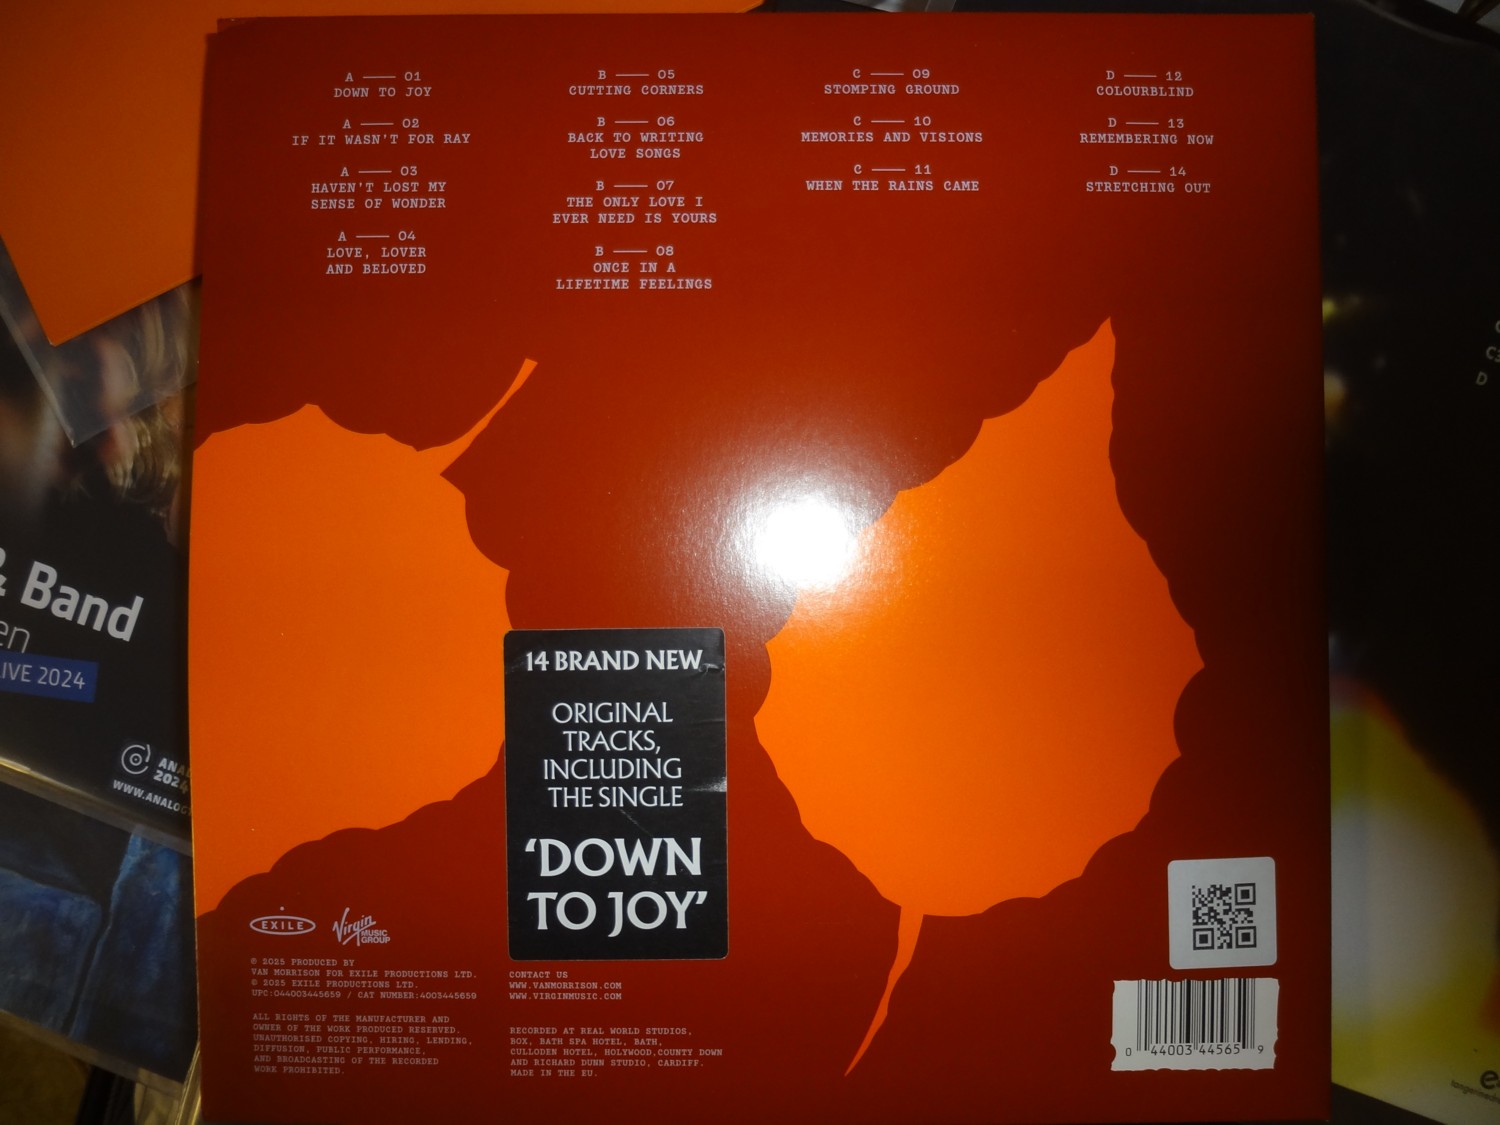 A —— 01
DOWN TO JOY
A —— 02
IF IT WASN'T FOR RAY
A —— 03
HAVEN'T LOST MY
SENSE OF WONDER
A —— 04
LOVE, LOVER
AND BELOVED
B —— 05
CUTTING CORNERS
B —— 06
BACK TO WRITING
LOVE SONGS
B —— 07
THE ONLY LOVE I
EVER NEED IS YOURS
B —— 08
ONCE IN A
LIFETIME FEELINGS
C —— 09
STOMPING GROUND
C —— 10
MEMORIES AND VISIONS
C —— 11
WHEN THE RAINS CAME
D —— 12
COLOURBLIND
D —— 13
REMEMBERING NOW
D —— 14
STRETCHING OUT
& Band
en
IVE 2024
ANA
2024
WWW.ANALOG
14 BRAND NEW
ORIGINAL
TRACKS,
INCLUDING
THE SINGLE
'DOWN
TO JOY'
EXILE
Virgin
MUSIC
GROUP
℗ 2025 PRODUCED BY
VAN MORRISON FOR EXILE PRODUCTIONS LTD.
© 2025 EXILE PRODUCTIONS LTD.
UPC:044003445659 / CAT NUMBER:4003445659
ALL RIGHTS OF THE MANUFACTURER AND
OWNER OF THE WORK PRODUCED RESERVED.
UNAUTHORISED COPYING, HIRING, LENDING,
DIFFUSION, PUBLIC PERFORMANCE,
AND BROADCASTING OF THE RECORDED
WORK PROHIBITED.
CONTACT US
WWW.VANMORRISON.COM
WWW.VIRGINMUSIC.COM
RECORDED AT REAL WORLD STUDIOS,
BOX, BATH SPA HOTEL, BATH,
CULLODEN HOTEL, HOLYWOOD,COUNTY DOWN
AND RICHARD DUNN STUDIO, CARDIFF.
MADE IN THE EU.
0 44003 44565 9
D